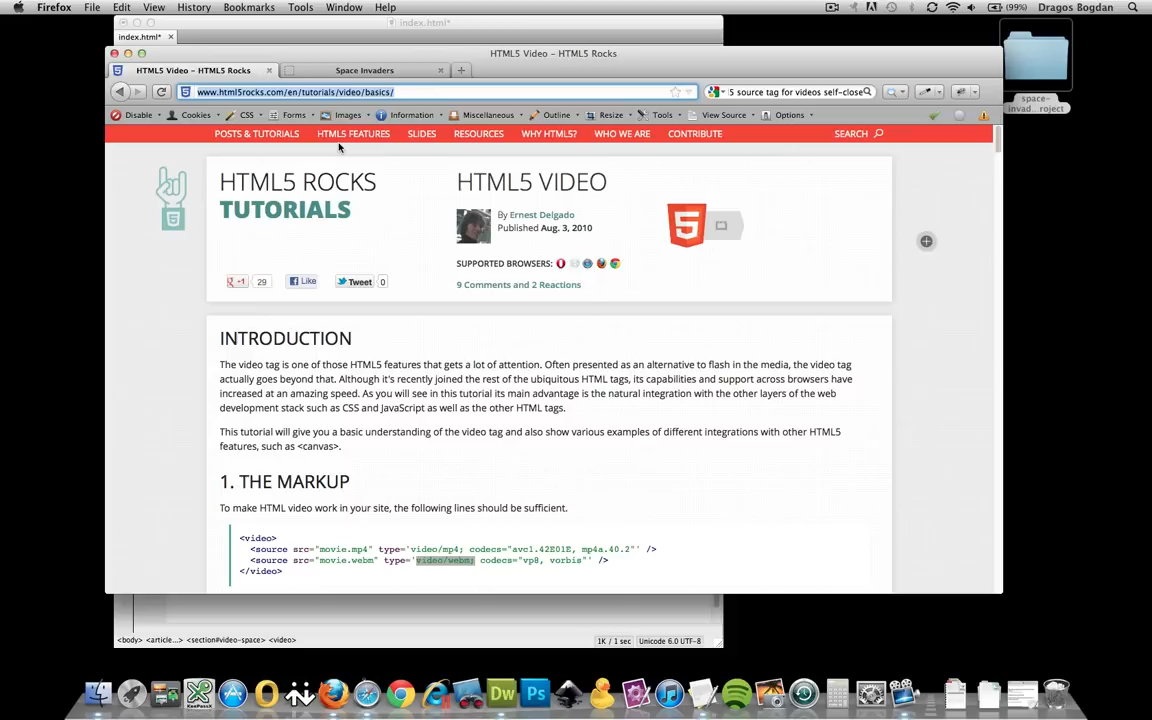 Firefox File Edit View History Bookmarks Tools Window Help (99%) Dragos Bogdan
index.html*
index.html*
HTML5 Video – HTML5 Rocks
HTML5 Video – HTML5 Rocks Space Invaders
www.html5rocks.com/en/tutorials/video/basics/ 5 source tag for videos self-close
Disable Cookies CSS Forms Images Information Miscellaneous Outline Resize Tools View Source Options
space-
invad...roject
POSTS & TUTORIALS HTML5 FEATURES SLIDES RESOURCES WHY HTML5? WHO WE ARE CONTRIBUTE SEARCH
HTML5 ROCKS
TUTORIALS
HTML5 VIDEO
By Ernest Delgado
Published Aug. 3, 2010
SUPPORTED BROWSERS:
+1 29 Like Tweet 0
9 Comments and 2 Reactions
INTRODUCTION
The video tag is one of those HTML5 features that gets a lot of attention. Often presented as an alternative to flash in the media, the video tag
actually goes beyond that. Although it's recently joined the rest of the ubiquitous HTML tags, its capabilities and support across browsers have
increased at an amazing speed. As you will see in this tutorial its main advantage is the natural integration with the other layers of the web
development stack such as CSS and JavaScript as well as the other HTML tags.
This tutorial will give you a basic understanding of the video tag and also show various examples of different integrations with other HTML5
features, such as <canvas>.
1. THE MARKUP
To make HTML video work in your site, the following lines should be sufficient.
<video>
<source src="movie.mp4" type='video/mp4; codecs="avc1.42E01E, mp4a.40.2"' />
<source src="movie.webm" type='video/webm; codecs="vp8, vorbis"' />
</video>
<body> <article...> <section#video-space> <video> 1K / 1 sec Unicode 6.0 UTF-8
KeePassX Dw Ps